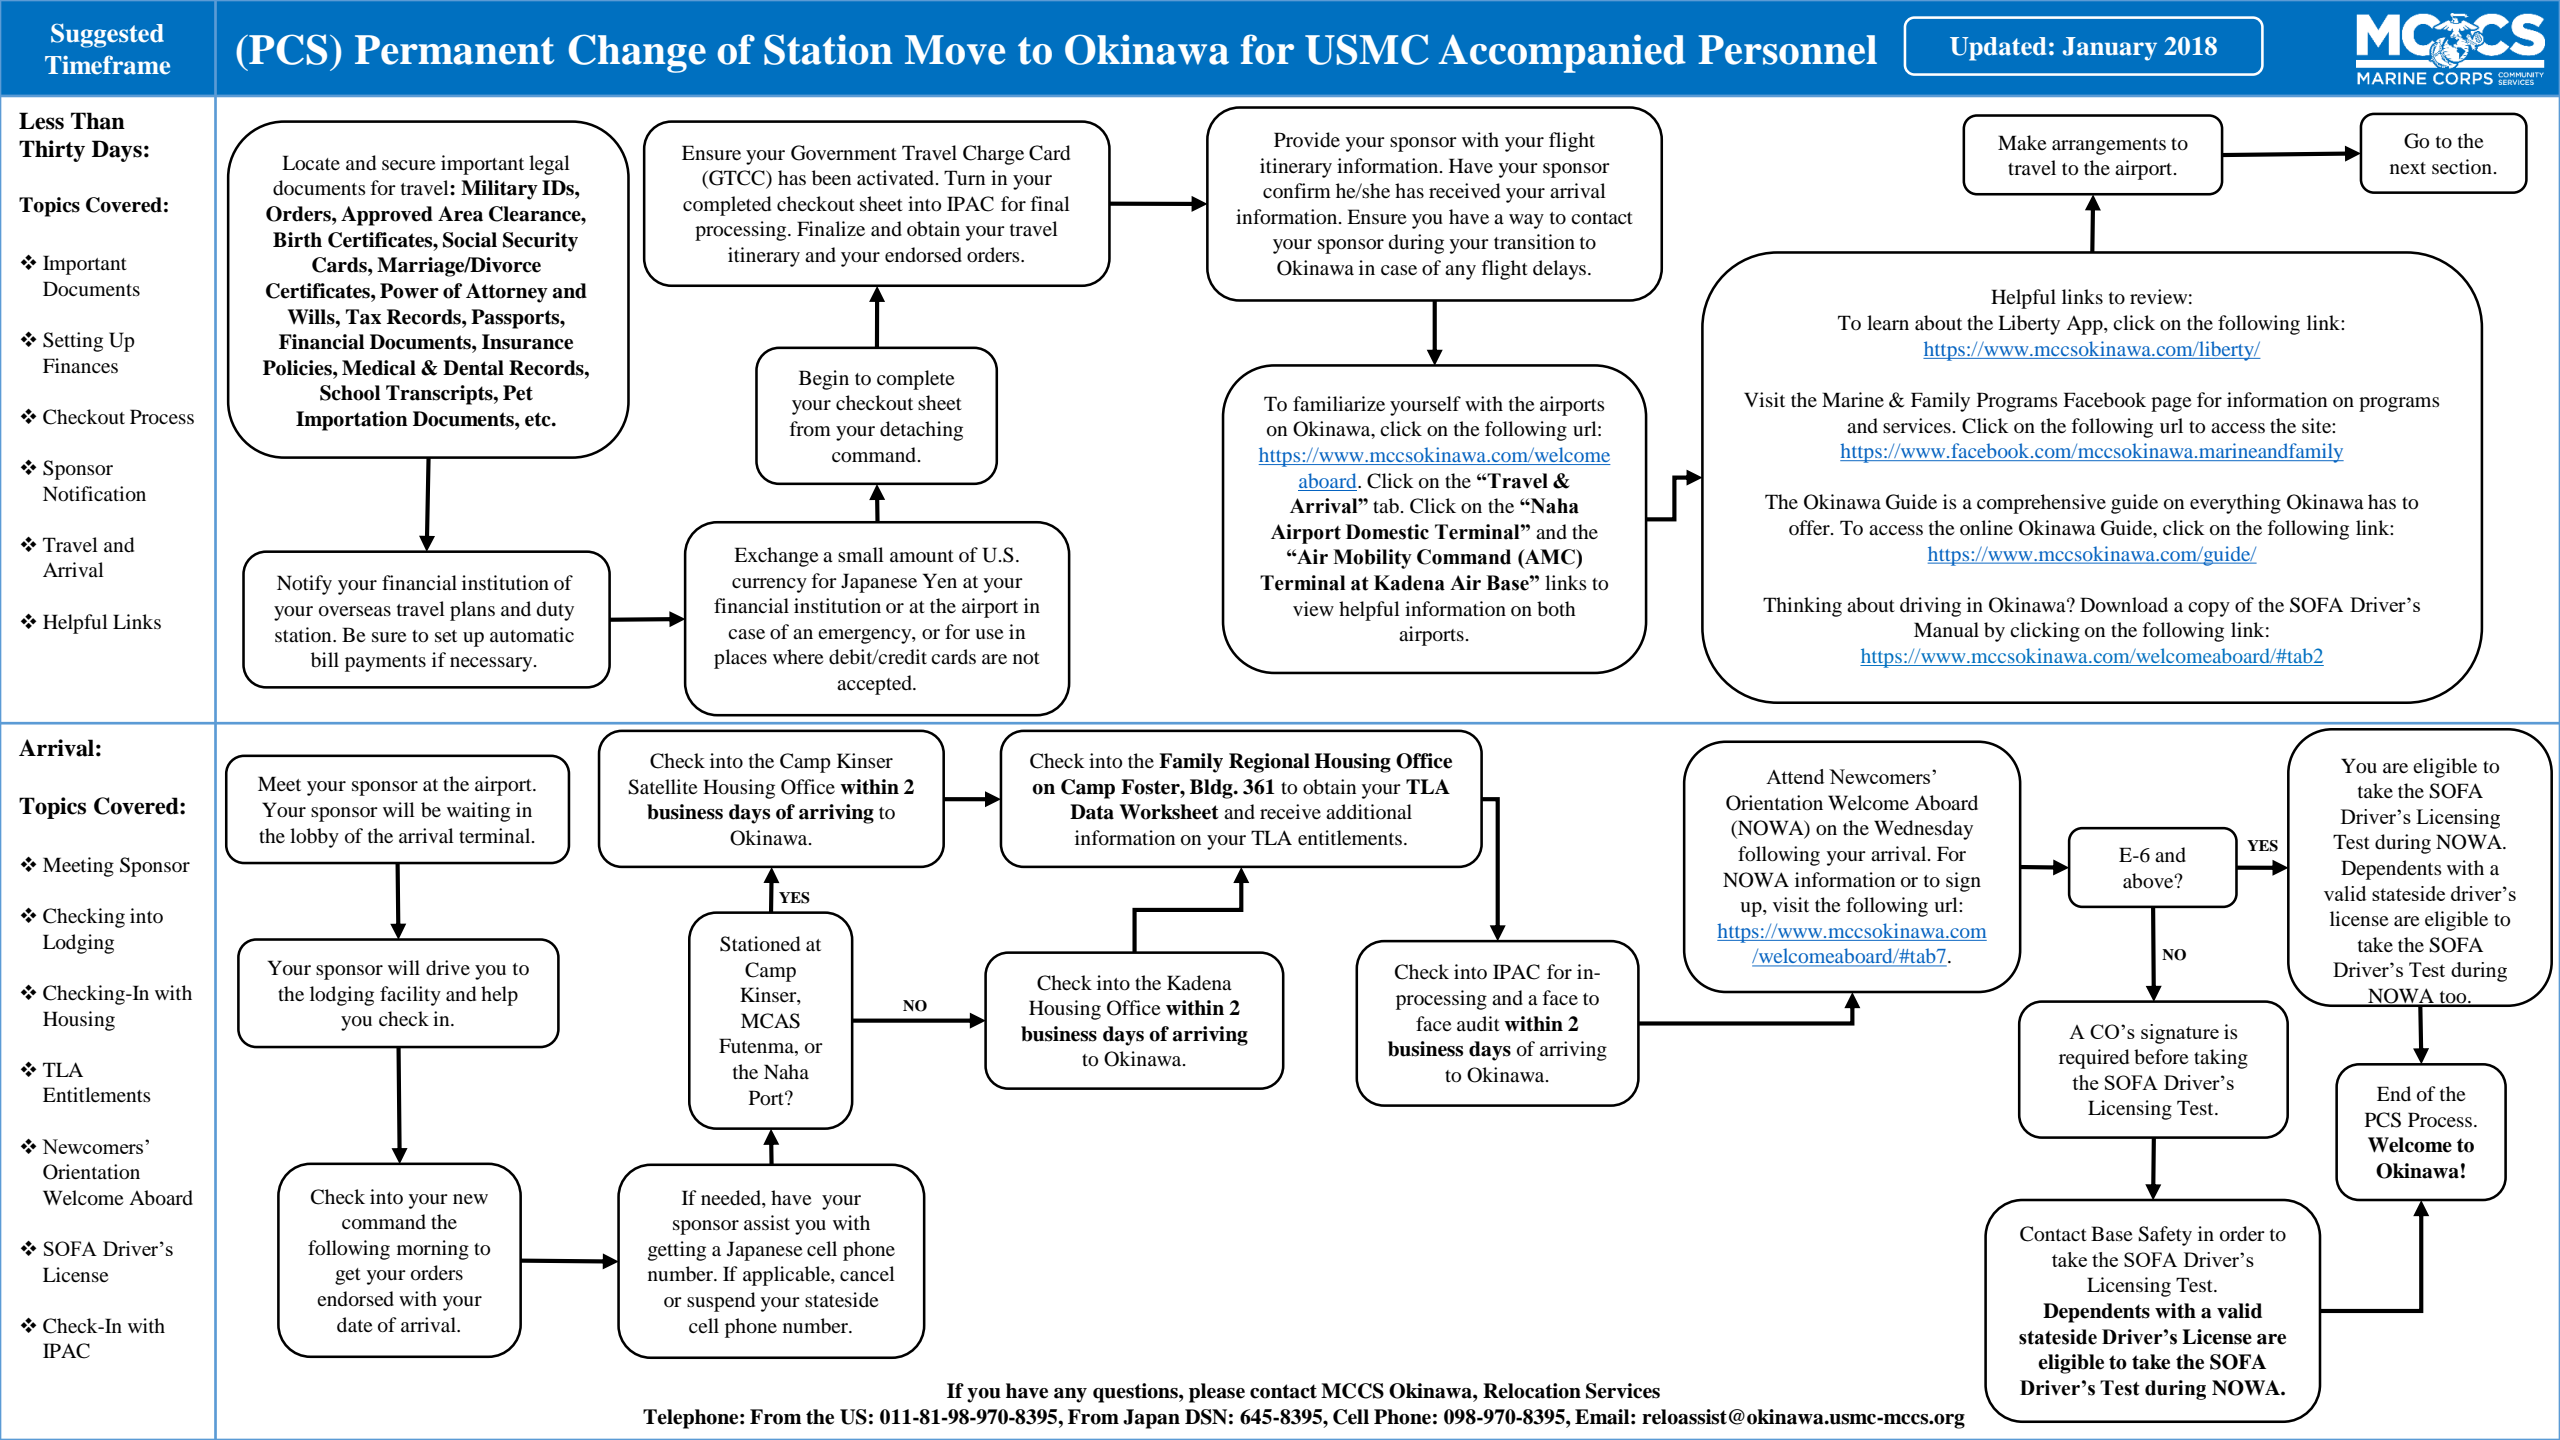 Suggested
Timeframe
(PCS) Permanent Change of Station Move to Okinawa for USMC Accompanied Personnel
Updated: January 2018
MCCS
MARINE CORPS COMMUNITY
SERVICES
Less Than
Thirty Days:
Topics Covered:
❖ Important
Documents
❖ Setting Up
Finances
❖ Checkout Process
❖ Sponsor
Notification
❖ Travel and
Arrival
❖ Helpful Links
Locate and secure important legal
documents for travel: Military IDs,
Orders, Approved Area Clearance,
Birth Certificates, Social Security
Cards, Marriage/Divorce
Certificates, Power of Attorney and
Wills, Tax Records, Passports,
Financial Documents, Insurance
Policies, Medical & Dental Records,
School Transcripts, Pet
Importation Documents, etc.
Notify your financial institution of
your overseas travel plans and duty
station. Be sure to set up automatic
bill payments if necessary.
Exchange a small amount of U.S.
currency for Japanese Yen at your
financial institution or at the airport in
case of an emergency, or for use in
places where debit/credit cards are not
accepted.
Begin to complete
your checkout sheet
from your detaching
command.
Ensure your Government Travel Charge Card
(GTCC) has been activated. Turn in your
completed checkout sheet into IPAC for final
processing. Finalize and obtain your travel
itinerary and your endorsed orders.
Provide your sponsor with your flight
itinerary information. Have your sponsor
confirm he/she has received your arrival
information. Ensure you have a way to contact
your sponsor during your transition to
Okinawa in case of any flight delays.
To familiarize yourself with the airports
on Okinawa, click on the following url:
https://www.mccsokinawa.com/welcome
aboard. Click on the “Travel &
Arrival” tab. Click on the “Naha
Airport Domestic Terminal” and the
“Air Mobility Command (AMC)
Terminal at Kadena Air Base” links to
view helpful information on both
airports.
Helpful links to review:
To learn about the Liberty App, click on the following link:
https://www.mccsokinawa.com/liberty/
Visit the Marine & Family Programs Facebook page for information on programs
and services. Click on the following url to access the site:
https://www.facebook.com/mccsokinawa.marineandfamily
The Okinawa Guide is a comprehensive guide on everything Okinawa has to
offer. To access the online Okinawa Guide, click on the following link:
https://www.mccsokinawa.com/guide/
Thinking about driving in Okinawa? Download a copy of the SOFA Driver’s
Manual by clicking on the following link:
https://www.mccsokinawa.com/welcomeaboard/#tab2
Make arrangements to
travel to the airport.
Go to the
next section.
Arrival:
Topics Covered:
❖ Meeting Sponsor
❖ Checking into
Lodging
❖ Checking-In with
Housing
❖ TLA
Entitlements
❖ Newcomers’
Orientation
Welcome Aboard
❖ SOFA Driver’s
License
❖ Check-In with
IPAC
Meet your sponsor at the airport.
Your sponsor will be waiting in
the lobby of the arrival terminal.
Your sponsor will drive you to
the lodging facility and help
you check in.
Check into your new
command the
following morning to
get your orders
endorsed with your
date of arrival.
If needed, have your
sponsor assist you with
getting a Japanese cell phone
number. If applicable, cancel
or suspend your stateside
cell phone number.
Stationed at
Camp
Kinser,
MCAS
Futenma, or
the Naha
Port?
YES
NO
Check into the Camp Kinser
Satellite Housing Office within 2
business days of arriving to
Okinawa.
Check into the Kadena
Housing Office within 2
business days of arriving
to Okinawa.
Check into the Family Regional Housing Office
on Camp Foster, Bldg. 361 to obtain your TLA
Data Worksheet and receive additional
information on your TLA entitlements.
Check into IPAC for in-
processing and a face to
face audit within 2
business days of arriving
to Okinawa.
Attend Newcomers’
Orientation Welcome Aboard
(NOWA) on the Wednesday
following your arrival. For
NOWA information or to sign
up, visit the following url:
https://www.mccsokinawa.com
/welcomeaboard/#tab7.
E-6 and
above?
YES
NO
You are eligible to
take the SOFA
Driver’s Licensing
Test during NOWA.
Dependents with a
valid stateside driver’s
license are eligible to
take the SOFA
Driver’s Test during
NOWA too.
A CO’s signature is
required before taking
the SOFA Driver’s
Licensing Test.
Contact Base Safety in order to
take the SOFA Driver’s
Licensing Test.
Dependents with a valid
stateside Driver’s License are
eligible to take the SOFA
Driver’s Test during NOWA.
End of the
PCS Process.
Welcome to
Okinawa!
If you have any questions, please contact MCCS Okinawa, Relocation Services
Telephone: From the US: 011-81-98-970-8395, From Japan DSN: 645-8395, Cell Phone: 098-970-8395, Email: reloassist@okinawa.usmc-mccs.org